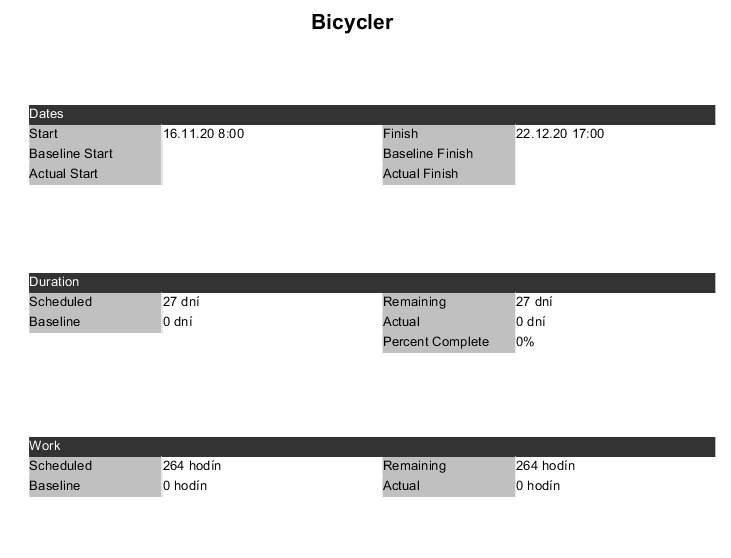 Bicycler
Dates
Start 16.11.20 8:00 Finish 22.12.20 17:00
Baseline Start Baseline Finish
Actual Start Actual Finish
Duration
Scheduled 27 dní Remaining 27 dní
Baseline 0 dní Actual 0 dní
Percent Complete 0%
Work
Scheduled 264 hodín Remaining 264 hodín
Baseline 0 hodín Actual 0 hodín